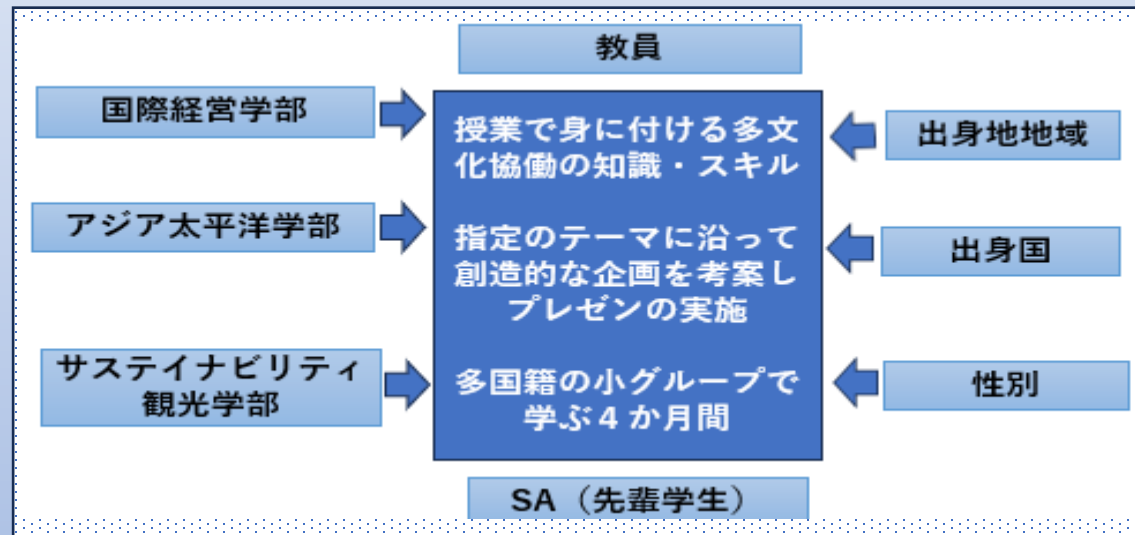 教員
国際経営学部
アジア太平洋学部
サステイナビリティ
観光学部
授業で身に付ける多文
化協働の知識・スキル
指定のテーマに沿って
創造的な企画を考案し
プレゼンの実施
多国籍の小グループで
学ぶ４か月間
出身地地域
出身国
性別
SA（先輩学生）